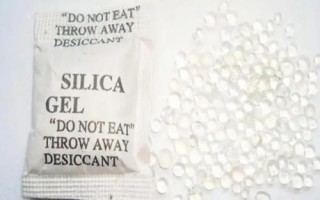 "DO NOT EAT"
THROW AWAY
DESICCANT
SILICA
GEL
"DO NOT EAT"
THROW AWAY
DESICCANT